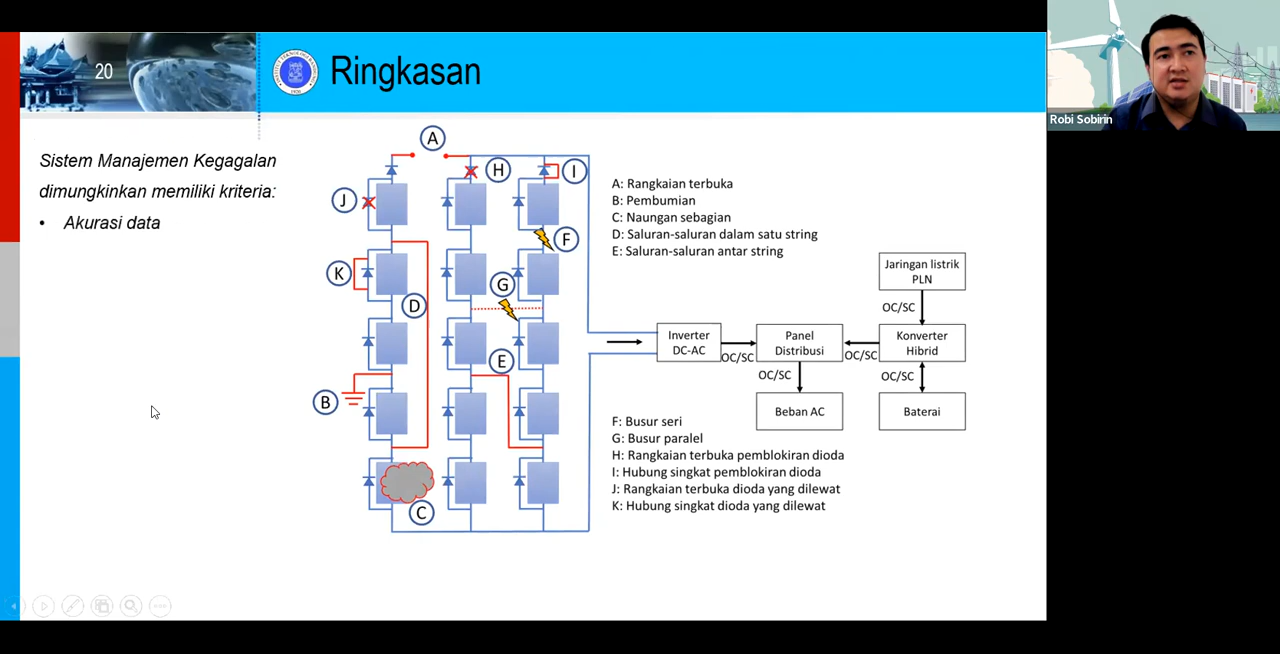 20
Ringkasan
Robi Sobirin
Sistem Manajemen Kegagalan
dimungkinkan memiliki kriteria:
• Akurasi data
A
H
I
J
F
K
G
D
E
B
C
A: Rangkaian terbuka
B: Pembumian
C: Naungan sebagian
D: Saluran-saluran dalam satu string
E: Saluran-saluran antar string
Jaringan listrik
PLN
OC/SC
Inverter
DC-AC
OC/SC
Panel
Distribusi
OC/SC
Konverter
Hibrid
OC/SC
OC/SC
Beban AC
Baterai
F: Busur seri
G: Busur paralel
H: Rangkaian terbuka pemblokiran dioda
I: Hubung singkat pemblokiran dioda
J: Rangkaian terbuka dioda yang dilewat
K: Hubung singkat dioda yang dilewat